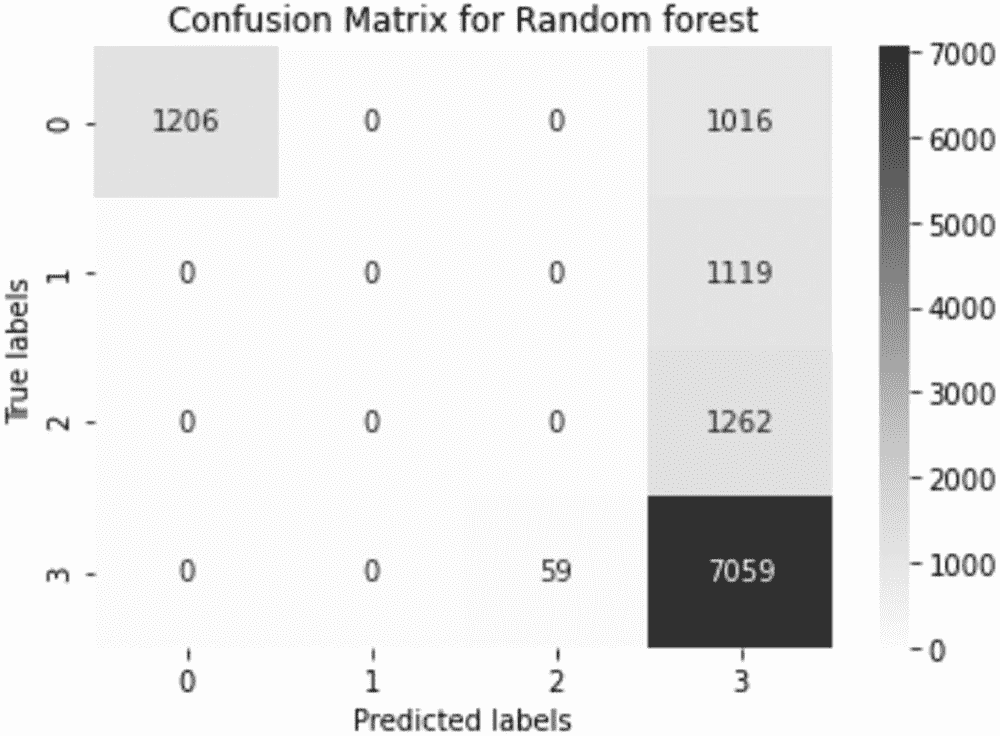 Confusion Matrix for Random forest
0 1206 0 0 1016
1 0 0 0 1119
2 0 0 0 1262
3 0 0 59 7059
0 1 2 3
Predicted labels
True labels
7000
6000
5000
4000
3000
2000
1000
0